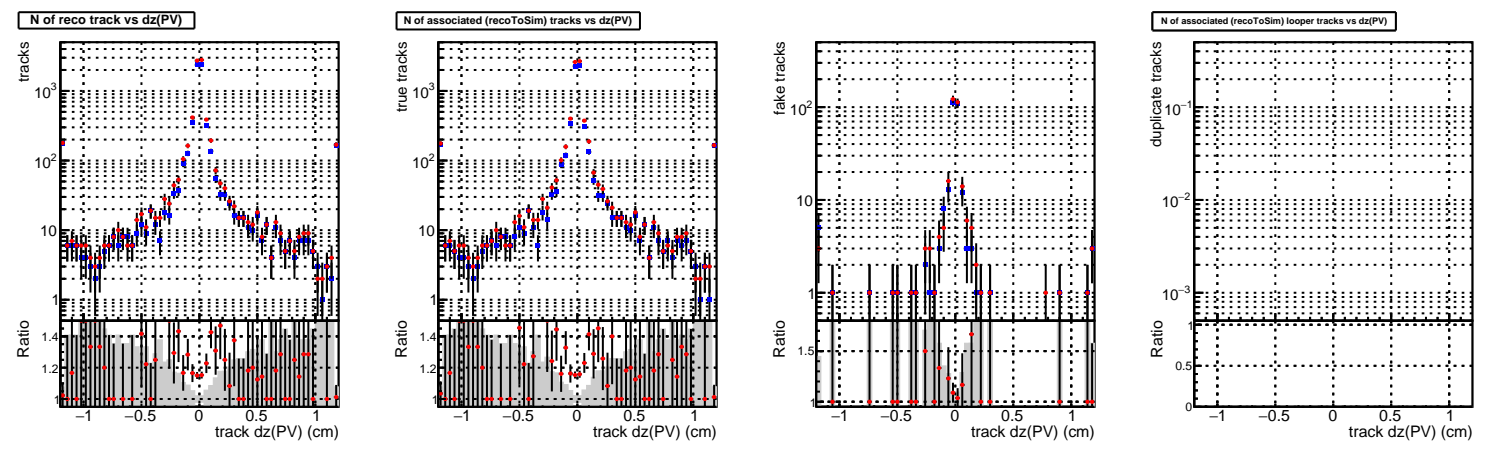 N of reco track vs dz(PV)
tracks
10³
10²
10
1
Ratio
1.4
1.2
1
−1 −0.5 0 0.5 1
track dz(PV) (cm)
N of associated (recoToSim) tracks vs dz(PV)
true tracks
10³
10²
10
1
Ratio
1.4
1.2
1
−1 −0.5 0 0.5 1
track dz(PV) (cm)
fake tracks
10²
10
1
Ratio
1.5
1
−1 −0.5 0 0.5 1
track dz(PV) (cm)
N of associated (recoToSim) looper tracks vs dz(PV)
duplicate tracks
10⁻¹
10⁻²
10⁻³
Ratio
1
0.5
0
−1 −0.5 0 0.5 1
track dz(PV) (cm)